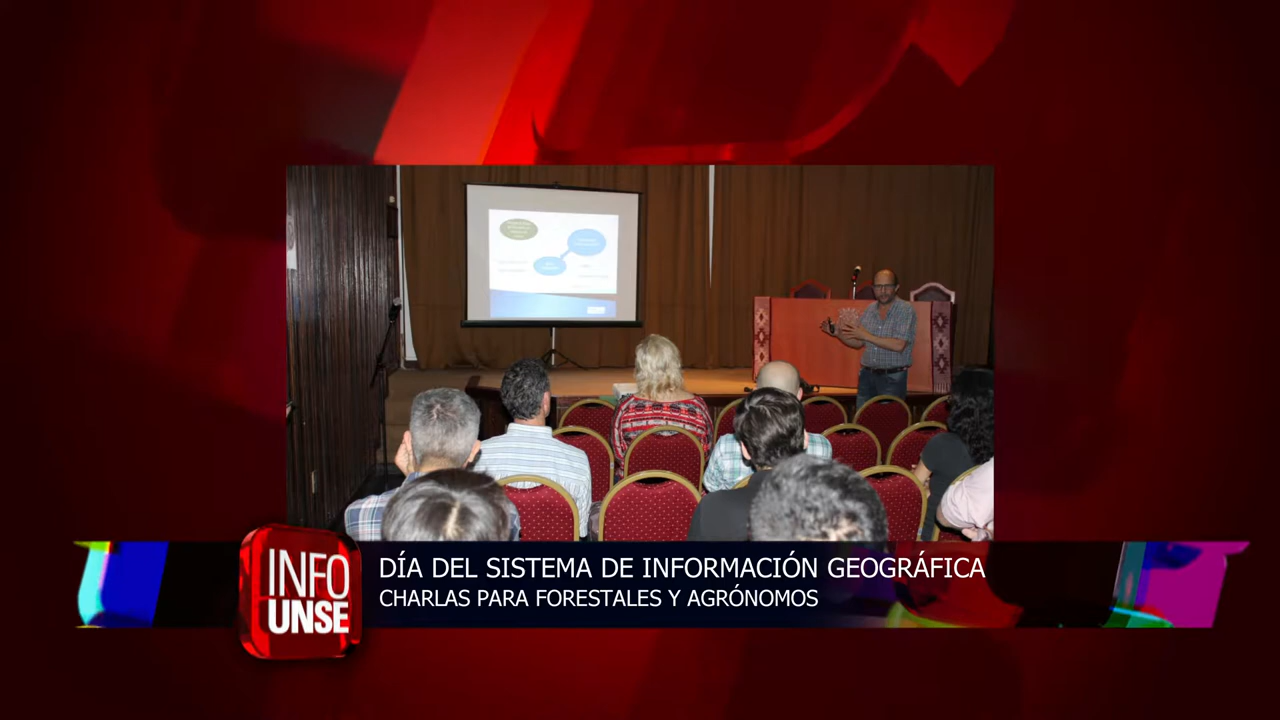 INFO
UNSE
DÍA DEL SISTEMA DE INFORMACIÓN GEOGRÁFICA
CHARLAS PARA FORESTALES Y AGRÓNOMOS